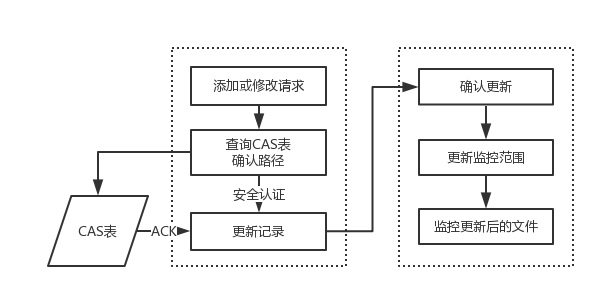 添加或修改请求
查询CAS表
确认路径
安全认证
CAS表
ACK
更新记录
确认更新
更新监控范围
监控更新后的文件